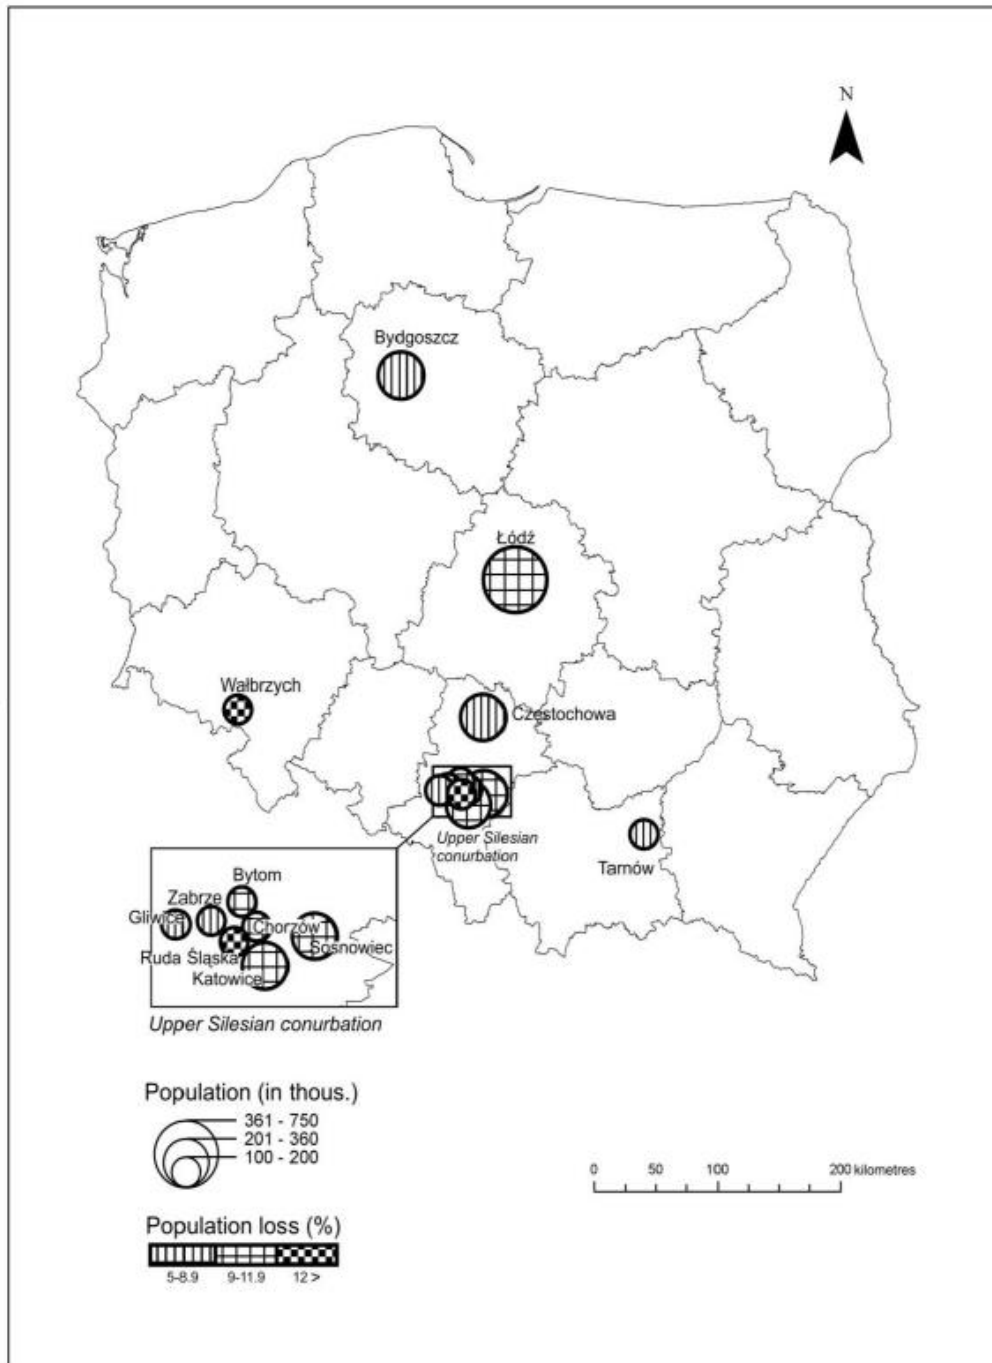 N
Bydgoszcz
Łódź
Wałbrzych
Częstochowa
Upper Silesian
conurbation
Tarnów
Bytom
Zabrze
Gliwice
Chorzów
Sosnowiec
Ruda Śląska
Katowice
Upper Silesian conurbation
Population (in thous.)
361 - 750
201 - 360
100 - 200
0 50 100 200 kilometres
Population loss (%)
5-8.9 9-11.9 12 >